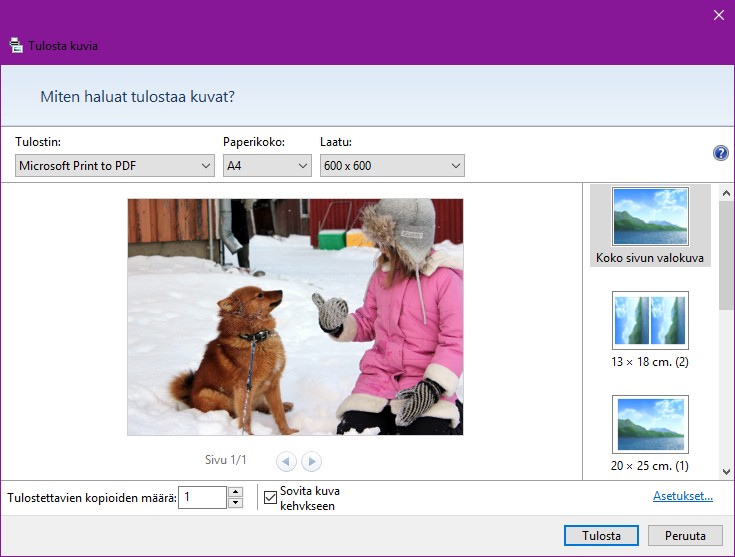 Tulosta kuvia
Miten haluat tulostaa kuvat?
Tulostin: Paperikoko: Laatu:
Microsoft Print to PDF A4 600 x 600
Koko sivun valokuva
13 × 18 cm. (2)
20 × 25 cm. (1)
Sivu 1/1
Tulostettavien kopioiden määrä: 1
Sovita kuva
kehykseen
Asetukset...
Tulosta Peruuta